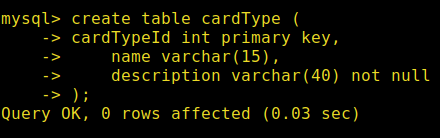 mysql> create table cardType (
    -> cardTypeId int primary key,
    ->     name varchar(15),
    ->     description varchar(40) not null
    -> );
Query OK, 0 rows affected (0.03 sec)